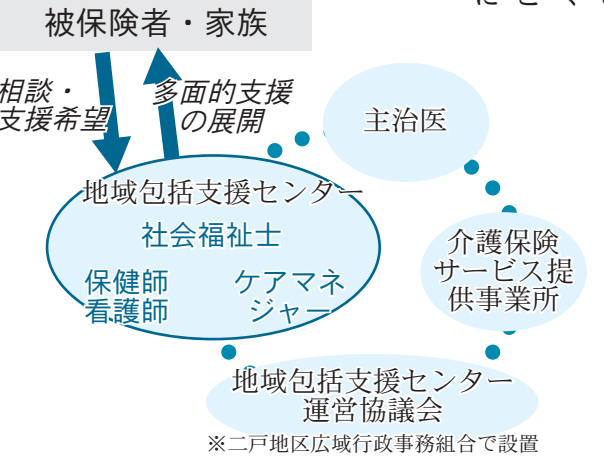 被保険者・家族
相談・
支援希望
多面的支援
の展開
主治医
地域包括支援センター
社会福祉士
保健師
看護師
ケアマネ
ジャー
介護保険
サービス提
供事業所
地域包括支援センター
運営協議会
※二戸地区広域行政事務組合で設置